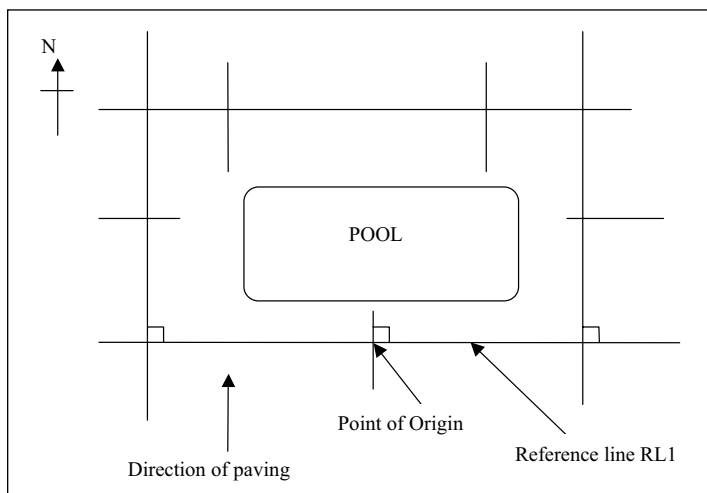 N
POOL
Point of Origin
Reference line RL1
Direction of paving